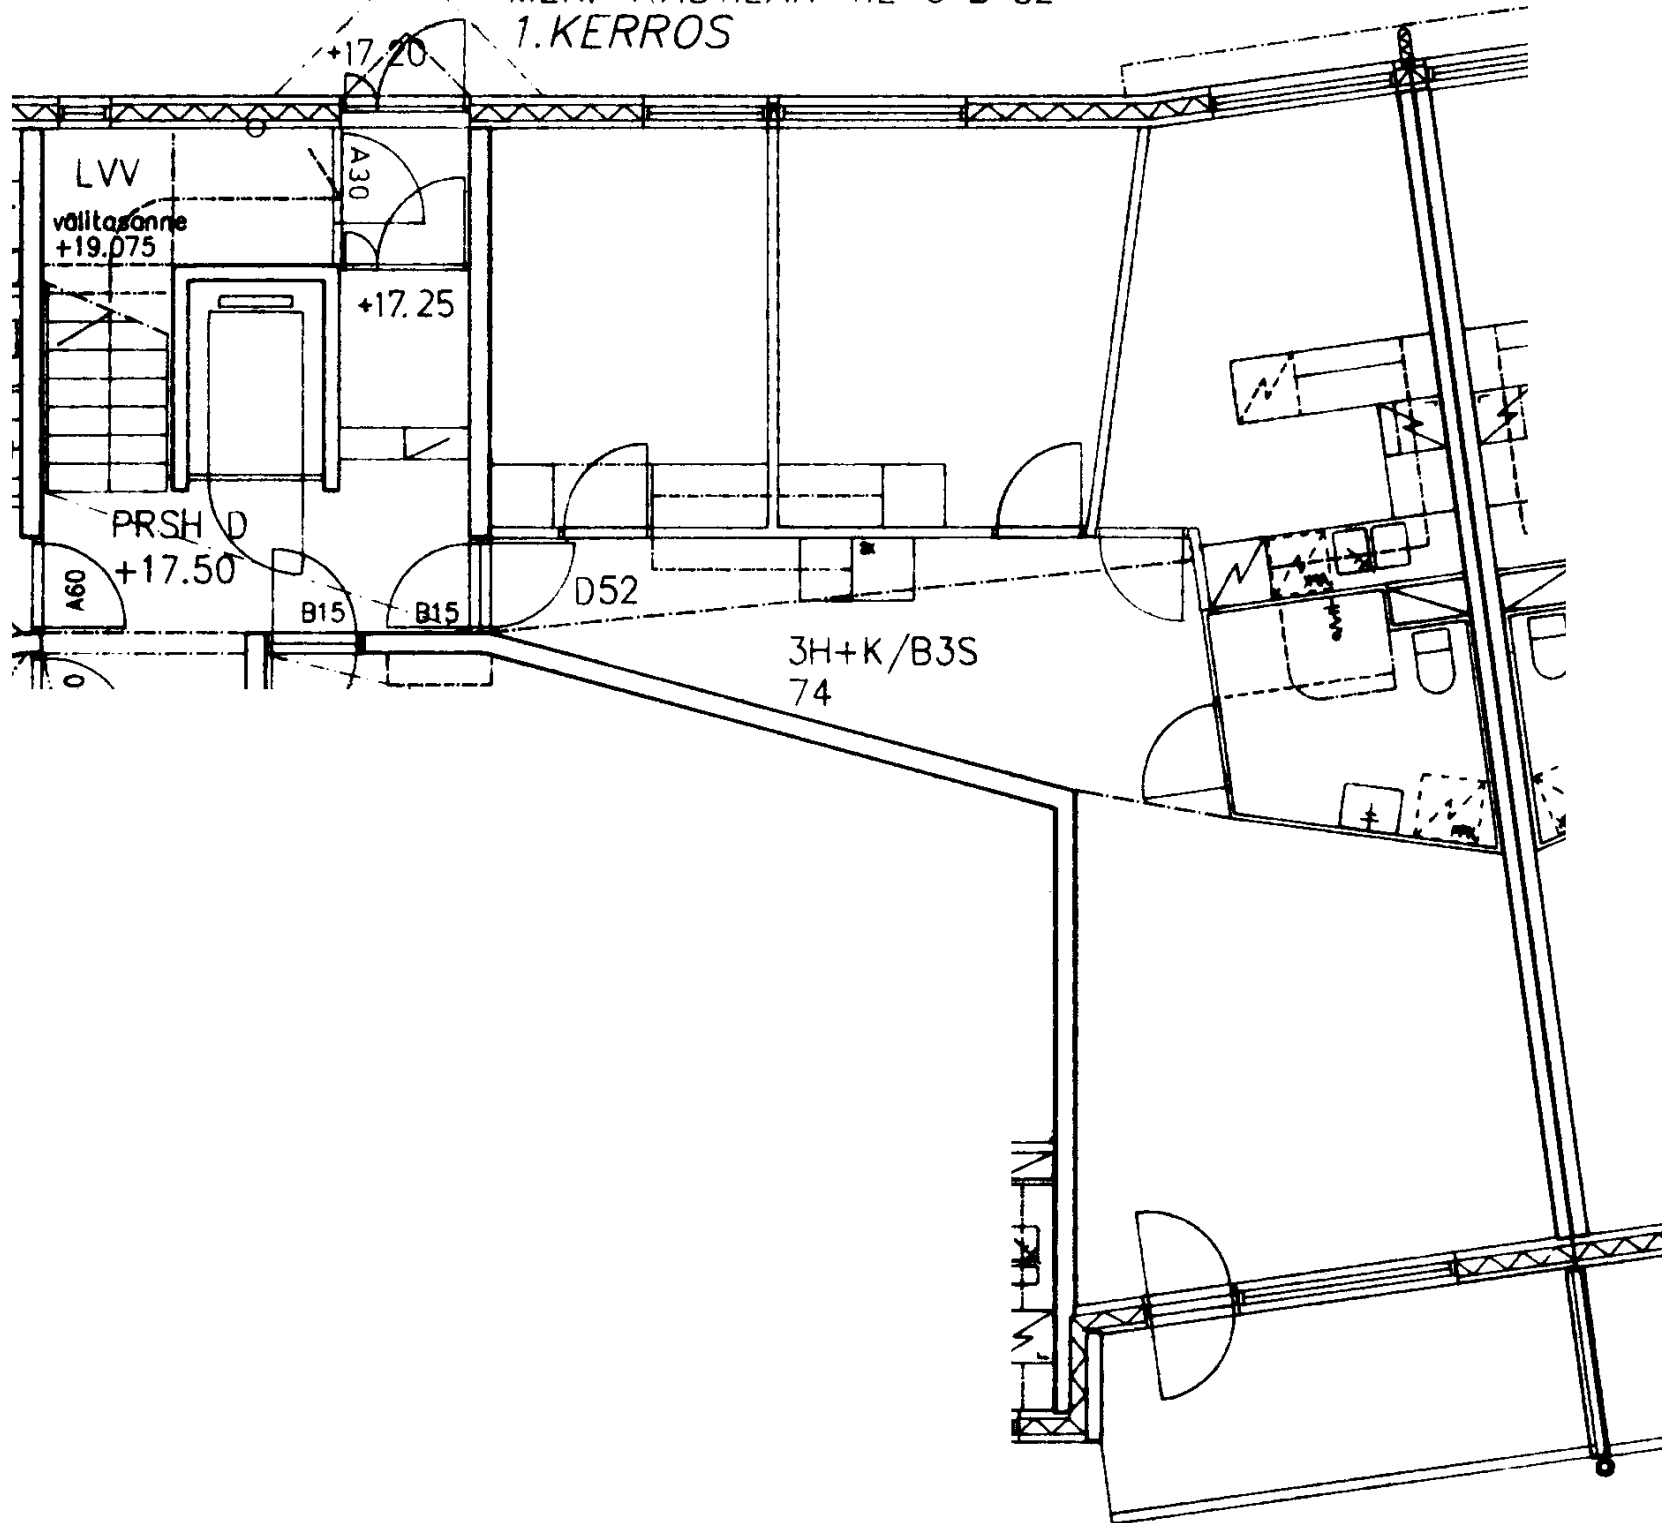 1.KERROS
+17.20
A30
LVV
välitasanne
+19.075
+17.25
PRSH D
+17.50
A60
B15
B15
D52
3H+K/B3S
74